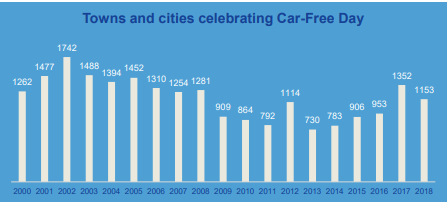 Towns and cities celebrating Car-Free Day
1262 1477 1742 1488 1394 1452 1310 1254 1281 909 864 792 1114 730 783 906 953 1352 1153
2000 2001 2002 2003 2004 2005 2006 2007 2008 2009 2010 2011 2012 2013 2014 2015 2016 2017 2018